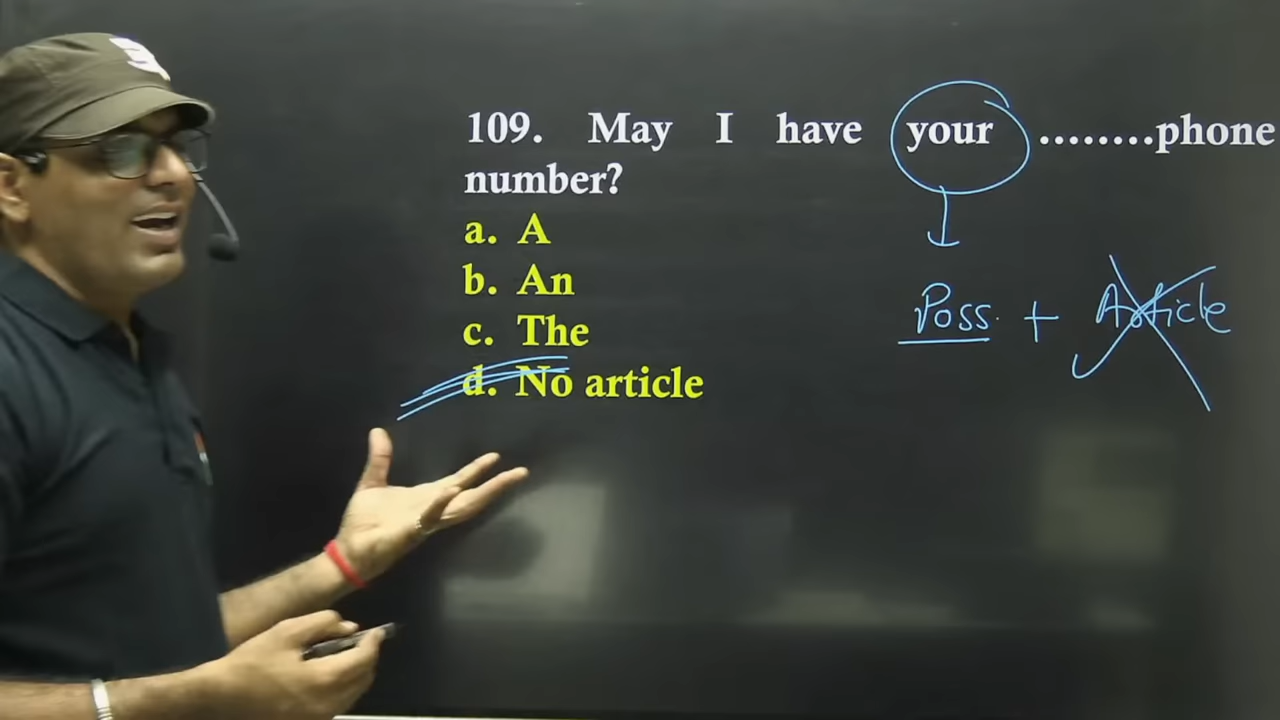 109. May I have your ........phone
number?
a. A
b. An
c. The
d. No article
Poss. + Article